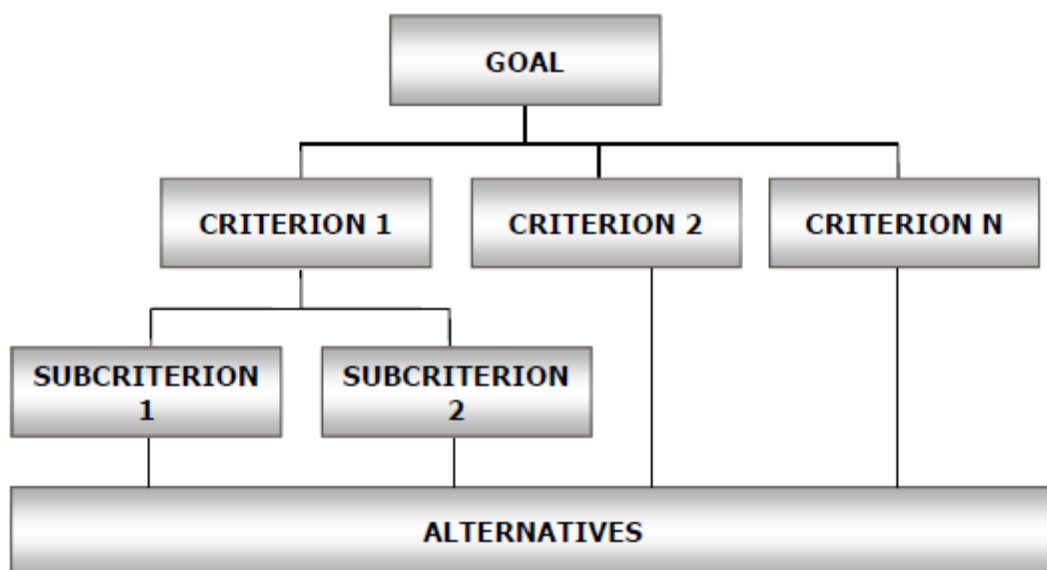 GOAL
CRITERION 1
CRITERION 2
CRITERION N
SUBCRITERION
1
SUBCRITERION
2
ALTERNATIVES